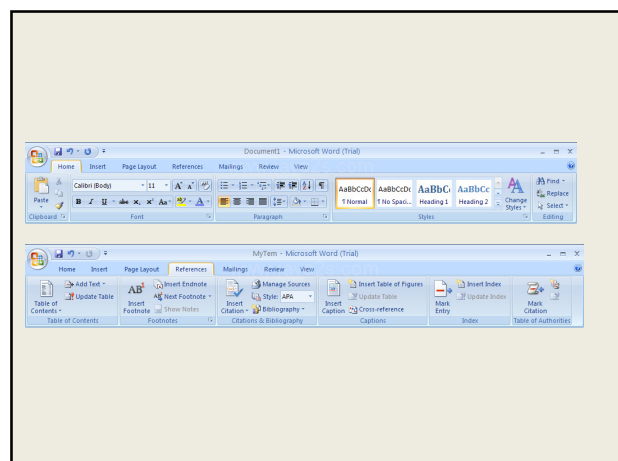 Document1 - Microsoft Word (Trial)
Home Insert Page Layout References Mailings Review View
Calibri (Body) 11 A A
Find
Replace
Select
Paste
B I U abe x, x² Aa A
AaBbCcDc AaBbCcDc AaBbC AaBbCc
¶ Normal ¶ No Spaci... Heading 1 Heading 2
Change
Styles
Clipboard Font Paragraph Styles Editing
MyTem - Microsoft Word (Trial)
Home Insert Page Layout References Mailings Review View
Table of
Contents
Add Text
Update Table
AB¹
Insert
Footnote
Insert Endnote
Next Footnote
Show Notes
Insert
Citation
Manage Sources
Style: APA
Bibliography
Insert
Caption
Insert Table of Figures
Update Table
Cross-reference
Mark
Entry
Insert Index
Update Index
Mark
Citation
Table of Contents Footnotes Citations & Bibliography Captions Index Table of Authorities